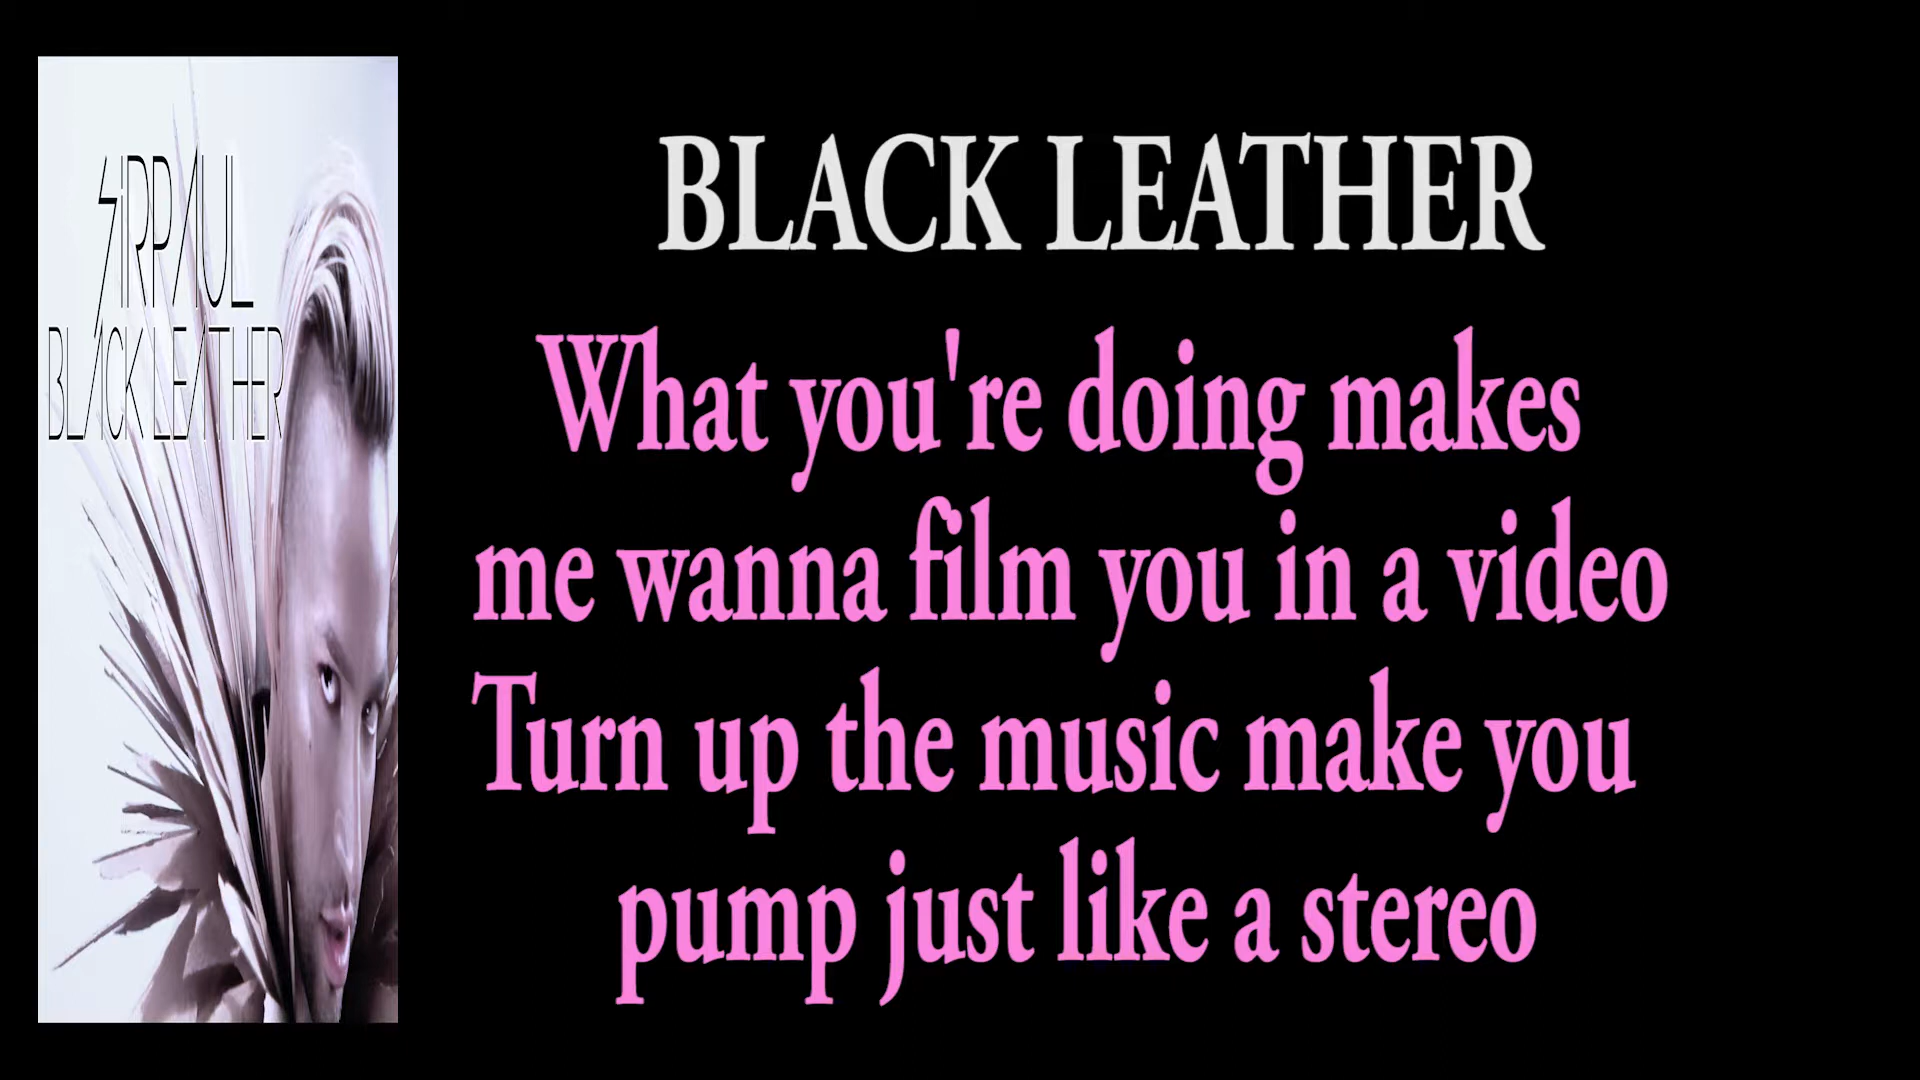 SIRPAUL
BLACK LEATHER
BLACK LEATHER
What you're doing makes
me wanna film you in a video
Turn up the music make you
pump just like a stereo